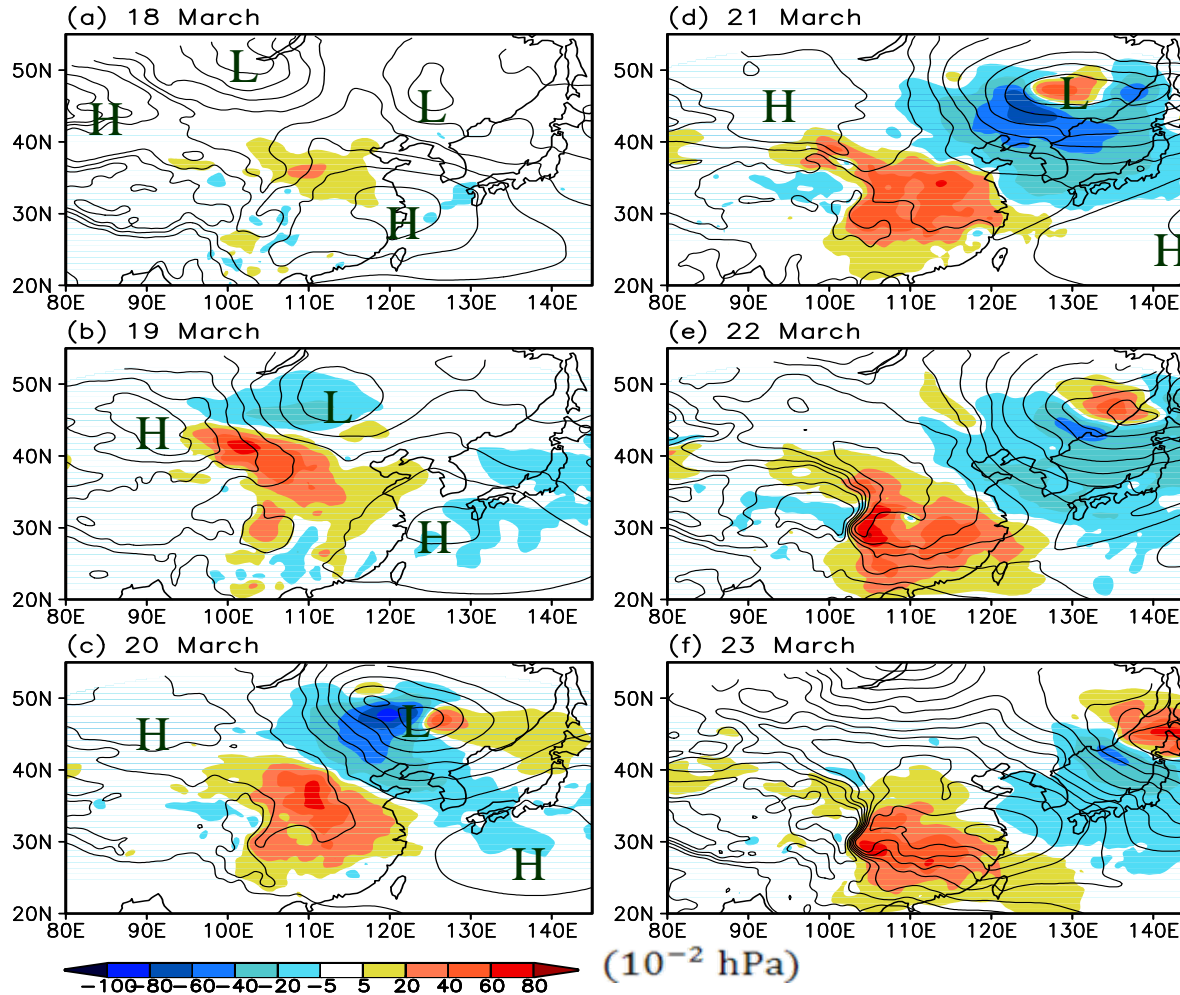 (a) 18 March
50N
40N
30N
20N
80E 90E 100E 110E 120E 130E 140E
L
H
L
H
(b) 19 March
50N
40N
30N
20N
80E 90E 100E 110E 120E 130E 140E
L
H
H
(c) 20 March
50N
40N
30N
20N
80E 90E 100E 110E 120E 130E 140E
L
H
H
(d) 21 March
50N
40N
30N
20N
80E 90E 100E 110E 120E 130E 140E
L
H
H
(e) 22 March
50N
40N
30N
20N
80E 90E 100E 110E 120E 130E 140E
(f) 23 March
50N
40N
30N
20N
80E 90E 100E 110E 120E 130E 140E
−100 −80 −60 −40 −20 −5 5 20 40 60 80
(10⁻² hPa)